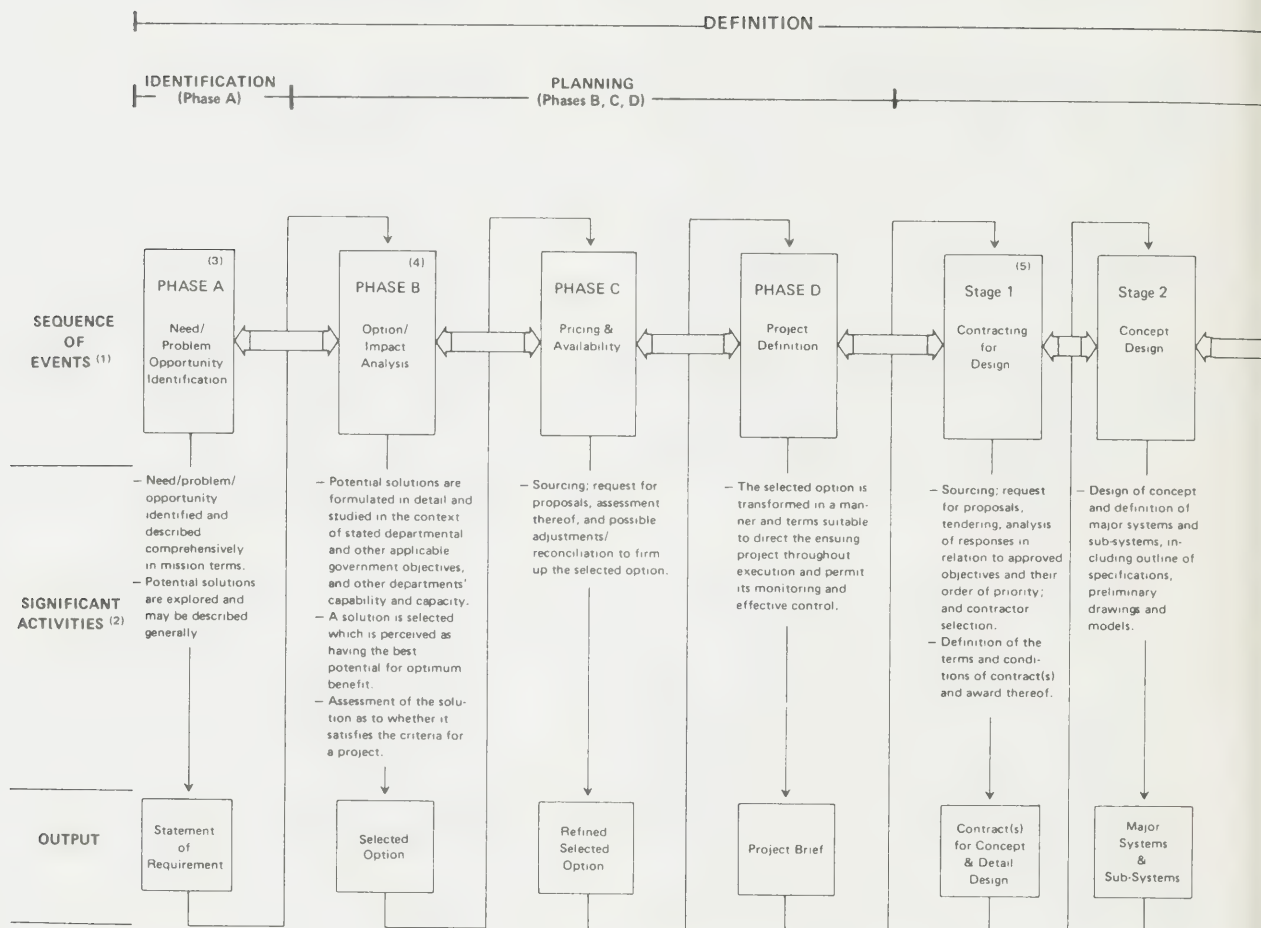 DEFINITION
IDENTIFICATION
(Phase A)
PLANNING
(Phases B, C, D)
SEQUENCE
OF
EVENTS (1)
(3)
PHASE A
Need/
Problem
Opportunity
Identification
(4)
PHASE B
Option/
Impact
Analysis
PHASE C
Pricing &
Availability
PHASE D
Project
Definition
(5)
Stage 1
Contracting
for
Design
Stage 2
Concept
Design
SIGNIFICANT
ACTIVITIES (2)
– Need/problem/
opportunity
identified and
described
comprehensively
in mission terms.
– Potential solutions
are explored and
may be described
generally
– Potential solutions are
formulated in detail and
studied in the context
of stated departmental
and other applicable
government objectives,
and other departments'
capability and capacity.
– A solution is selected
which is perceived as
having the best
potential for optimum
benefit.
– Assessment of the solu-
tion as to whether it
satisfies the criteria for
a project.
– Sourcing; request for
proposals, assessment
thereof, and possible
adjustments/
reconciliation to firm
up the selected option.
– The selected option is
transformed in a man-
ner and terms suitable
to direct the ensuing
project throughout
execution and permit
its monitoring and
effective control.
– Sourcing; request
for proposals,
tendering, analysis
of responses in
relation to approved
objectives and their
order of priority;
and contractor
selection.
– Definition of the
terms and condi-
tions of contract(s)
and award thereof.
– Design of concept
and definition of
major systems and
sub-systems, in-
cluding outline of
specifications,
preliminary
drawings and
models.
OUTPUT
Statement
of
Requirement
Selected
Option
Refined
Selected
Option
Project Brief
Contract(s)
for Concept
& Detail
Design
Major
Systems
&
Sub-Systems